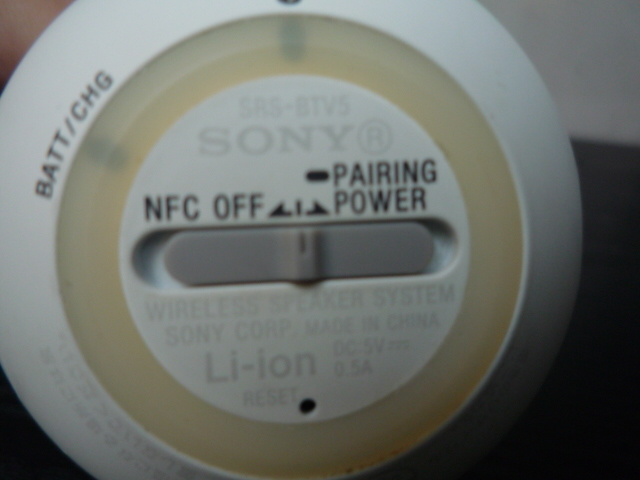 BATT/CHG
SRS-BTV5
SONY®
PAIRING
NFC OFF POWER
WIRELESS SPEAKER SYSTEM
SONY CORP. MADE IN CHINA
Li-ion DC:5V
0.5A
RESET